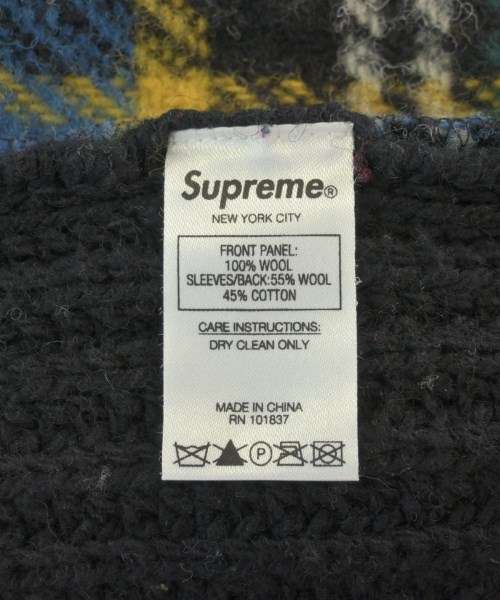 Supreme®
NEW YORK CITY
FRONT PANEL:
100% WOOL
SLEEVES/BACK:55% WOOL
45% COTTON
CARE INSTRUCTIONS:
DRY CLEAN ONLY
MADE IN CHINA
RN 101837
P